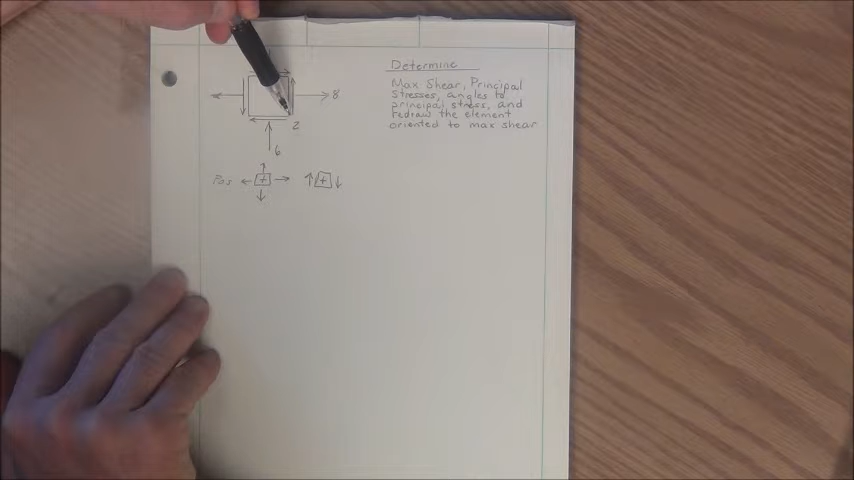 Determine
Max Shear, Principal
Stresses, angles to
principal stress, and
redraw the element
oriented to max shear
8
2
6
Pos + +